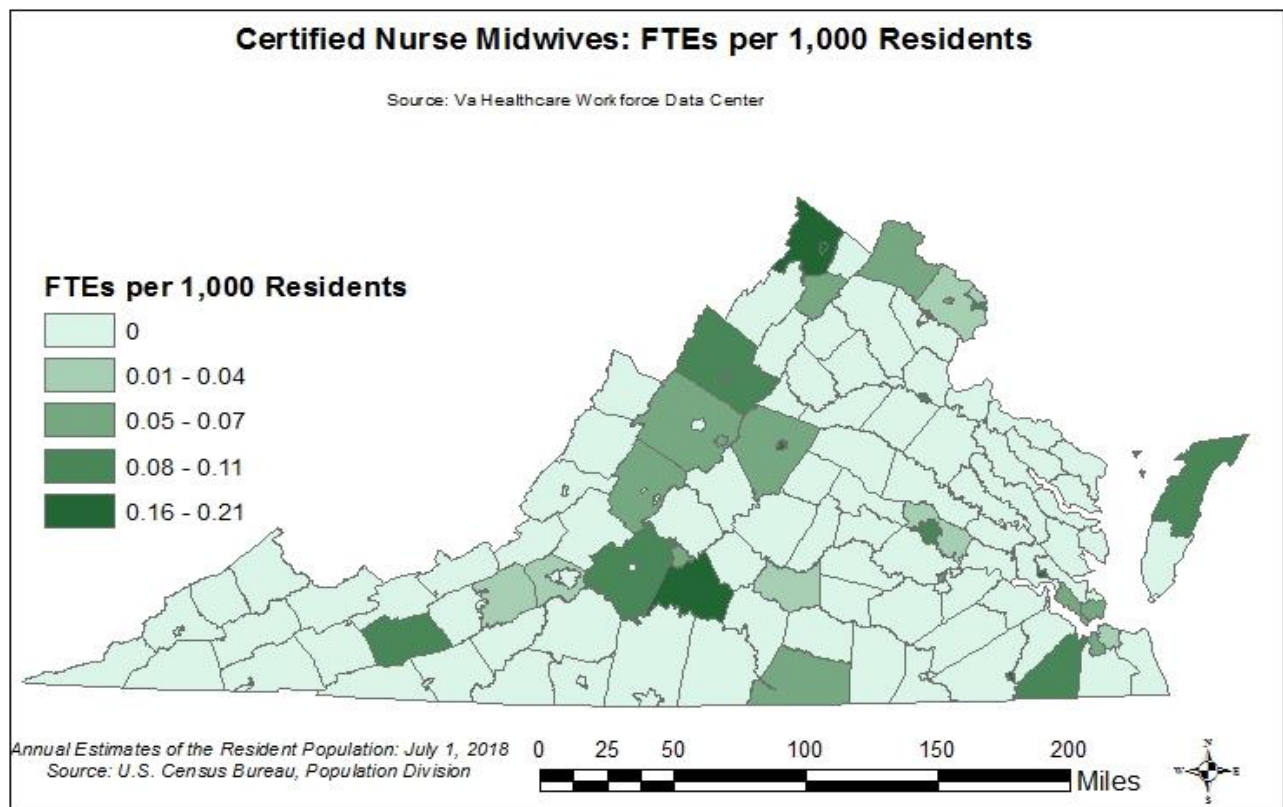 Certified Nurse Midwives: FTEs per 1,000 Residents
Source: Va Healthcare Workforce Data Center
FTEs per 1,000 Residents
0
0.01 - 0.04
0.05 - 0.07
0.08 - 0.11
0.16 - 0.21
Annual Estimates of the Resident Population: July 1, 2018
Source: U.S. Census Bureau, Population Division
0 25 50 100 150 200
Miles
N
W E
S